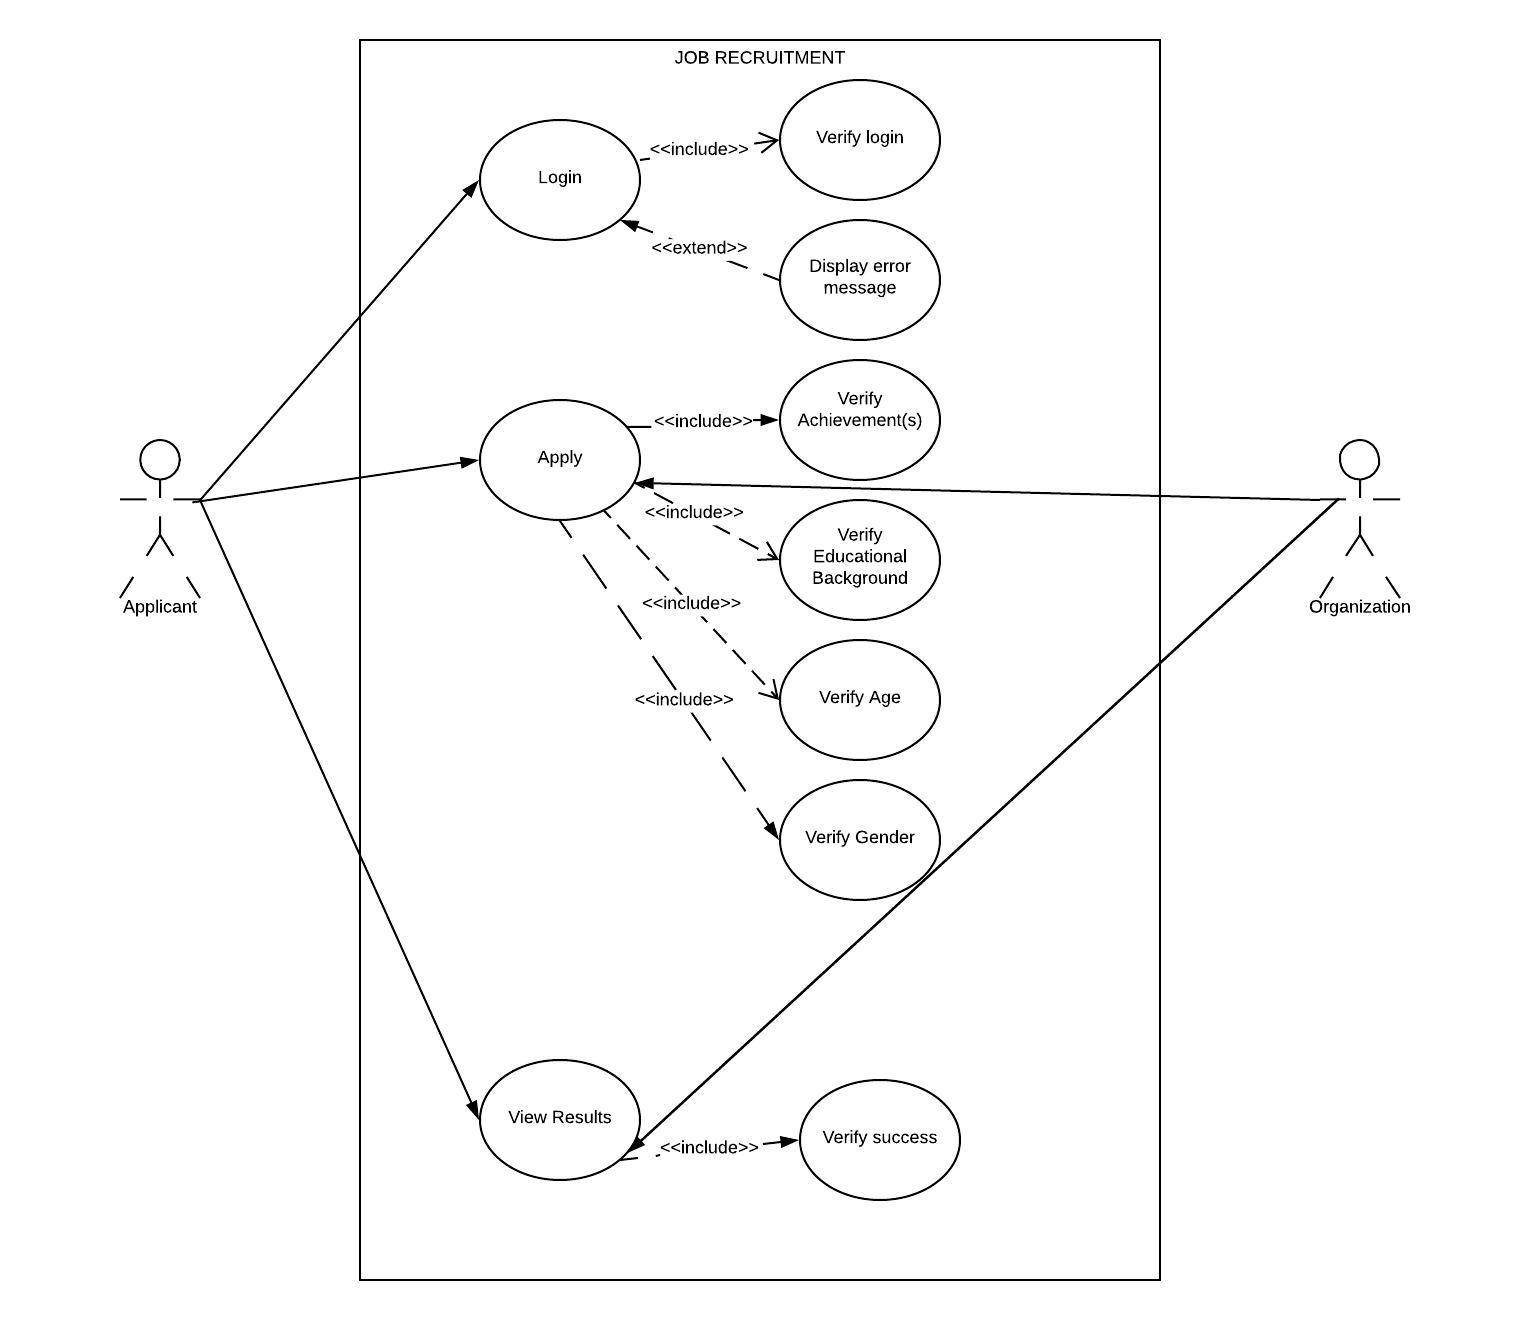 JOB RECRUITMENT
Verify login
<<include>>
Login
<<extend>>
Display error
message
Verify
Achievement(s)
<<include>>
Apply
<<include>>
Verify
Educational
Background
<<include>>
Applicant
Organization
Verify Age
<<include>>
Verify Gender
View Results
Verify success
<<include>>